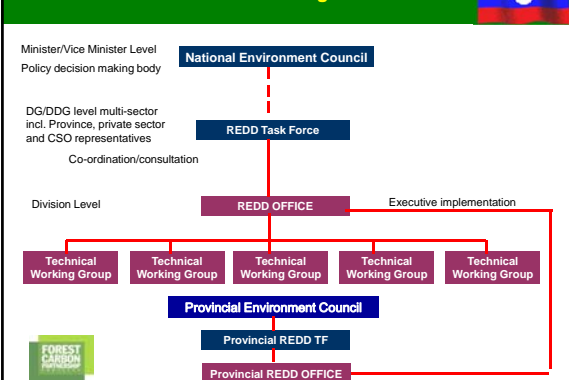 Minister/Vice Minister Level
National Environment Council
Policy decision making body
DG/DDG level multi-sector
incl. Province, private sector
and CSO representatives
REDD Task Force
Co-ordination/consultation
Division Level
REDD OFFICE
Executive implementation
Technical
Working Group
Technical
Working Group
Technical
Working Group
Technical
Working Group
Technical
Working Group
Provincial Environment Council
Provincial REDD TF
Provincial REDD OFFICE
FOREST
CARBON
PARTNERSHIP